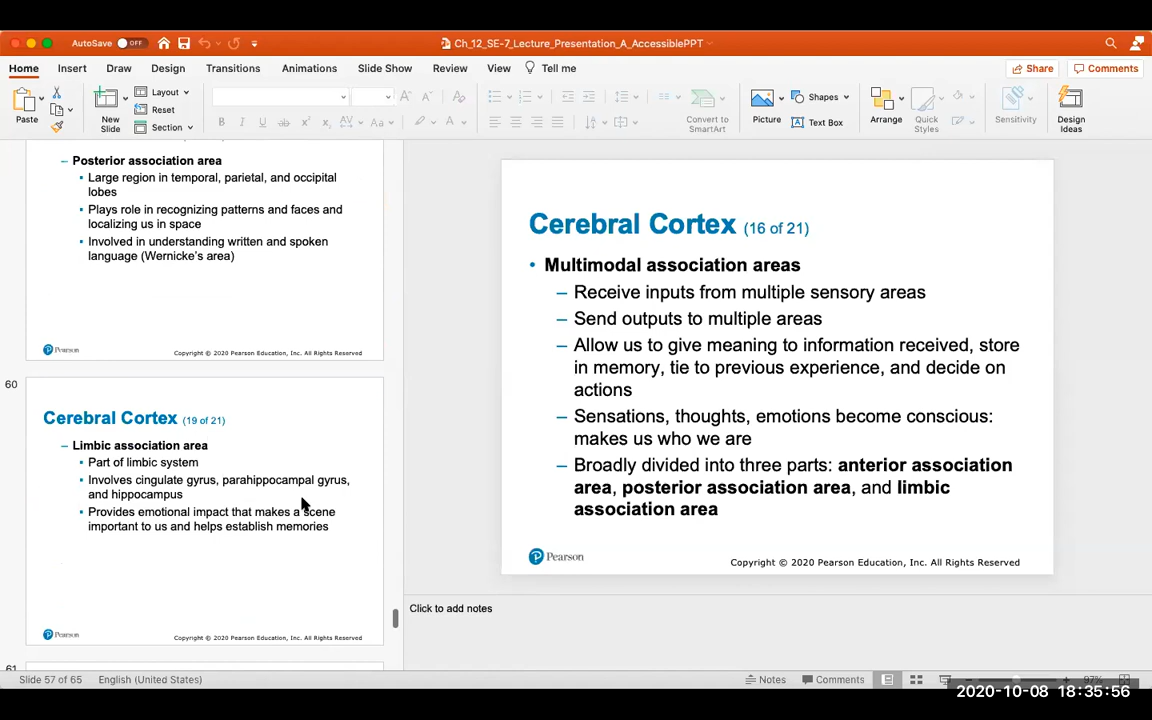 AutoSave OFF
Ch_12_SE-7_Lecture_Presentation_A_AccessiblePPT
Home Insert Draw Design Transitions Animations Slide Show Review View Tell me Share Comments
Paste
New Slide
Layout
Reset
Section
B I U ab x² x₂ AV Aa A
Convert to SmartArt
Picture
Shapes
Text Box
Arrange
Quick Styles
Sensitivity
Design Ideas
– Posterior association area
▪ Large region in temporal, parietal, and occipital
lobes
▪ Plays role in recognizing patterns and faces and
localizing us in space
▪ Involved in understanding written and spoken
language (Wernicke's area)
Pearson
Copyright © 2020 Pearson Education, Inc. All Rights Reserved
60
Cerebral Cortex (19 of 21)
– Limbic association area
▪ Part of limbic system
▪ Involves cingulate gyrus, parahippocampal gyrus,
and hippocampus
▪ Provides emotional impact that makes a scene
important to us and helps establish memories
Pearson
Copyright © 2020 Pearson Education, Inc. All Rights Reserved
61
Cerebral Cortex (16 of 21)
• Multimodal association areas
– Receive inputs from multiple sensory areas
– Send outputs to multiple areas
– Allow us to give meaning to information received, store
in memory, tie to previous experience, and decide on
actions
– Sensations, thoughts, emotions become conscious:
makes us who we are
– Broadly divided into three parts: anterior association
area, posterior association area, and limbic
association area
Pearson
Copyright © 2020 Pearson Education, Inc. All Rights Reserved
Click to add notes
Slide 57 of 65 English (United States) Notes Comments 97%
2020-10-08 18:35:56